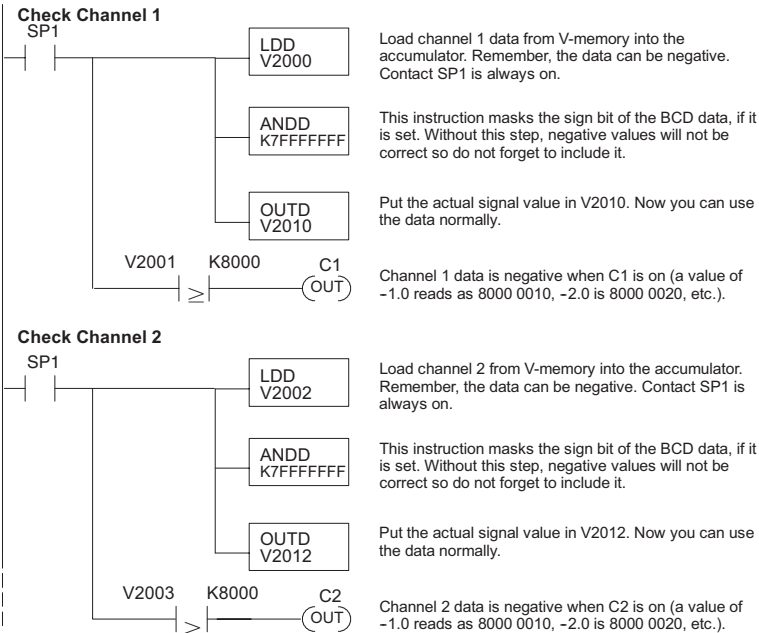 Check Channel 1
SP1
LDD
V2000
Load channel 1 data from V-memory into the
accumulator. Remember, the data can be negative.
Contact SP1 is always on.
ANDD
K7FFFFFFF
This instruction masks the sign bit of the BCD data, if it
is set. Without this step, negative values will not be
correct so do not forget to include it.
OUTD
V2010
Put the actual signal value in V2010. Now you can use
the data normally.
V2001 K8000 C1
≥ OUT
Channel 1 data is negative when C1 is on (a value of
-1.0 reads as 8000 0010, -2.0 is 8000 0020, etc.).
Check Channel 2
SP1
LDD
V2002
Load channel 2 from V-memory into the accumulator.
Remember, the data can be negative. Contact SP1 is
always on.
ANDD
K7FFFFFFF
This instruction masks the sign bit of the BCD data, if it
is set. Without this step, negative values will not be
correct so do not forget to include it.
OUTD
V2012
Put the actual signal value in V2012. Now you can use
the data normally.
V2003 K8000 C2
≥ OUT
Channel 2 data is negative when C2 is on (a value of
-1.0 reads as 8000 0010, -2.0 is 8000 0020, etc.).